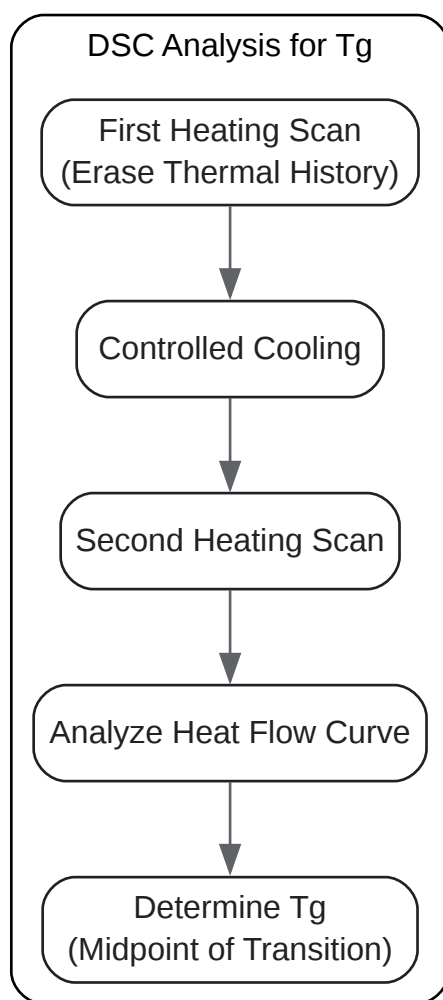 DSC Analysis for Tg
First Heating Scan
(Erase Thermal History)
Controlled Cooling
Second Heating Scan
Analyze Heat Flow Curve
Determine Tg
(Midpoint of Transition)